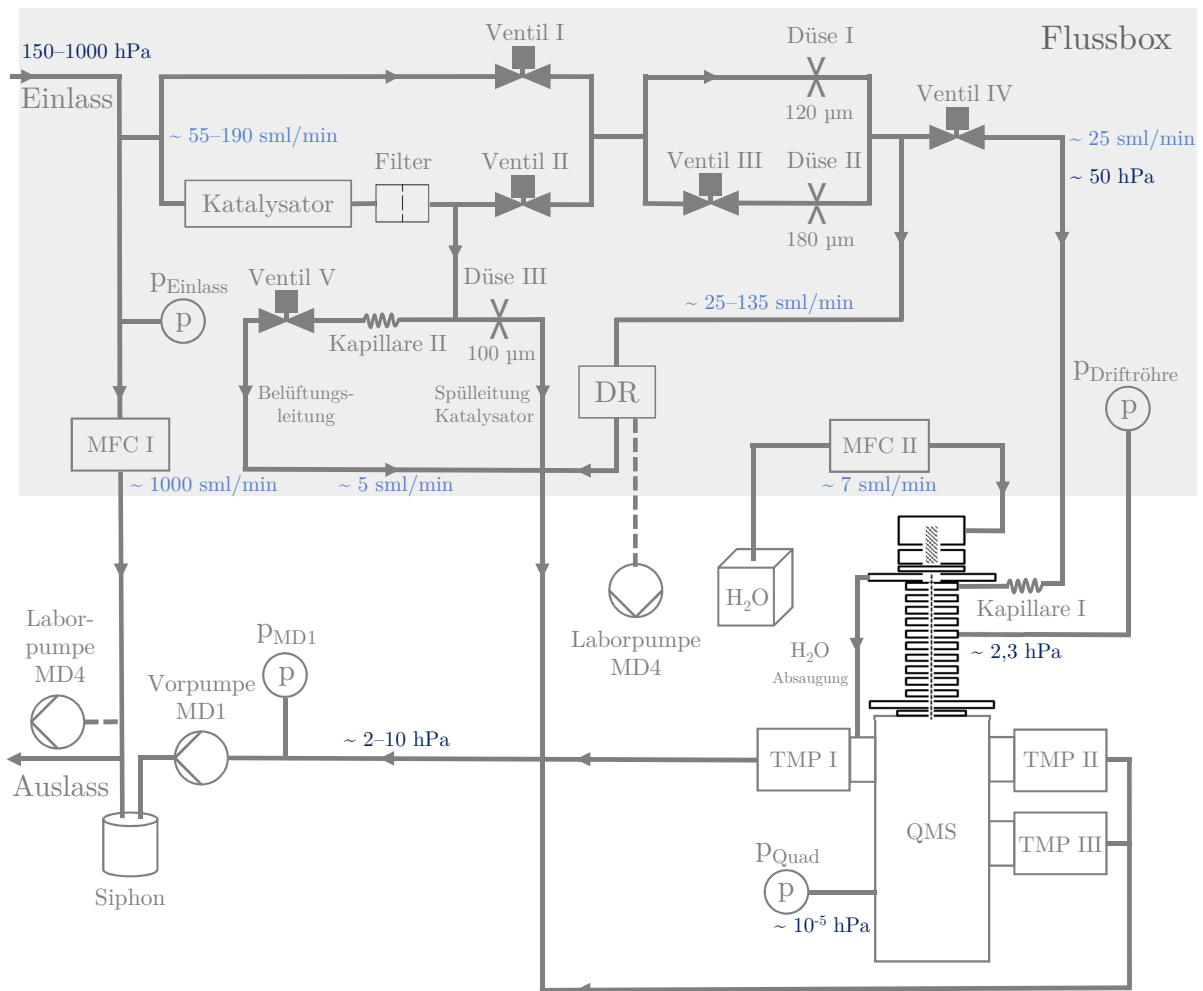 Ventil I
Düse I
Flussbox
150–1000 hPa
Einlass
120 µm
Ventil IV
~ 55–190 sml/min
~ 25 sml/min
Filter
Ventil II
Ventil III
Düse II
~ 50 hPa
Katalysator
180 µm
Ventil V
Düse III
pEinlass
p
~ 25–135 sml/min
Kapillare II
100 µm
pDriftröhre
p
Belüftungs-
leitung
Spülleitung
Katalysator
DR
MFC I
MFC II
~ 1000 sml/min
~ 5 sml/min
~ 7 sml/min
H2O
Kapillare I
Labor-
pumpe
MD4
pMD1
p
Laborpumpe
MD4
H2O
Absaugung
~ 2,3 hPa
Vorpumpe
MD1
~ 2–10 hPa
TMP I
TMP II
Auslass
QMS
TMP III
pQuad
p
Siphon
~ 10-5 hPa